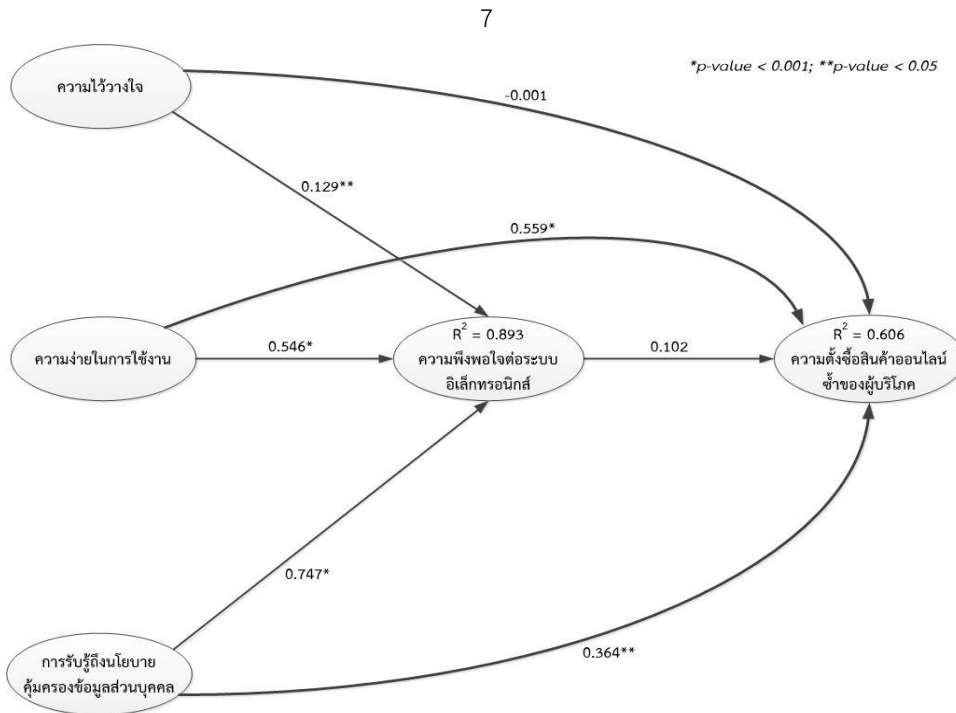 7
*p-value < 0.001; **p-value < 0.05
ความไว้วางใจ
-0.001
0.129**
0.559*
ความง่ายในการใช้งาน
0.546*
R² = 0.893
ความพึงพอใจต่อระบบ
อิเล็กทรอนิกส์
0.102
R² = 0.606
ความตั้งซื้อสินค้าออนไลน์
ซ้ำของผู้บริโภค
0.747*
0.364**
การรับรู้ถึงนโยบาย
คุ้มครองข้อมูลส่วนบุคคล